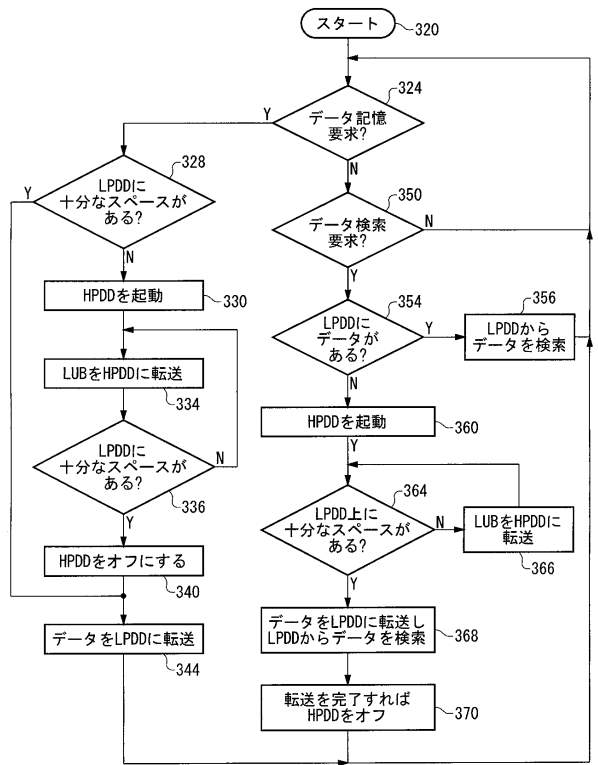 スタート
320
324
データ記憶
要求?
Y
N
328
LPDDに
十分なスペースが
ある?
Y
N
350
データ検索
要求?
N
Y
HPDDを起動
330
354
LPDDに
データが
ある?
Y
N
356
LPDDから
データを検索
LUBをHPDDに転送
334
HPDDを起動
360
Y
LPDDに
十分なスペースが
ある?
N
336
Y
364
LPDD上に
十分なスペースが
ある?
N
Y
LUBをHPDDに
転送
366
HPDDをオフにする
340
データをLPDDに転送し
LPDDからデータを検索
368
データをLPDDに転送
344
転送を完了すれば
HPDDをオフ
370